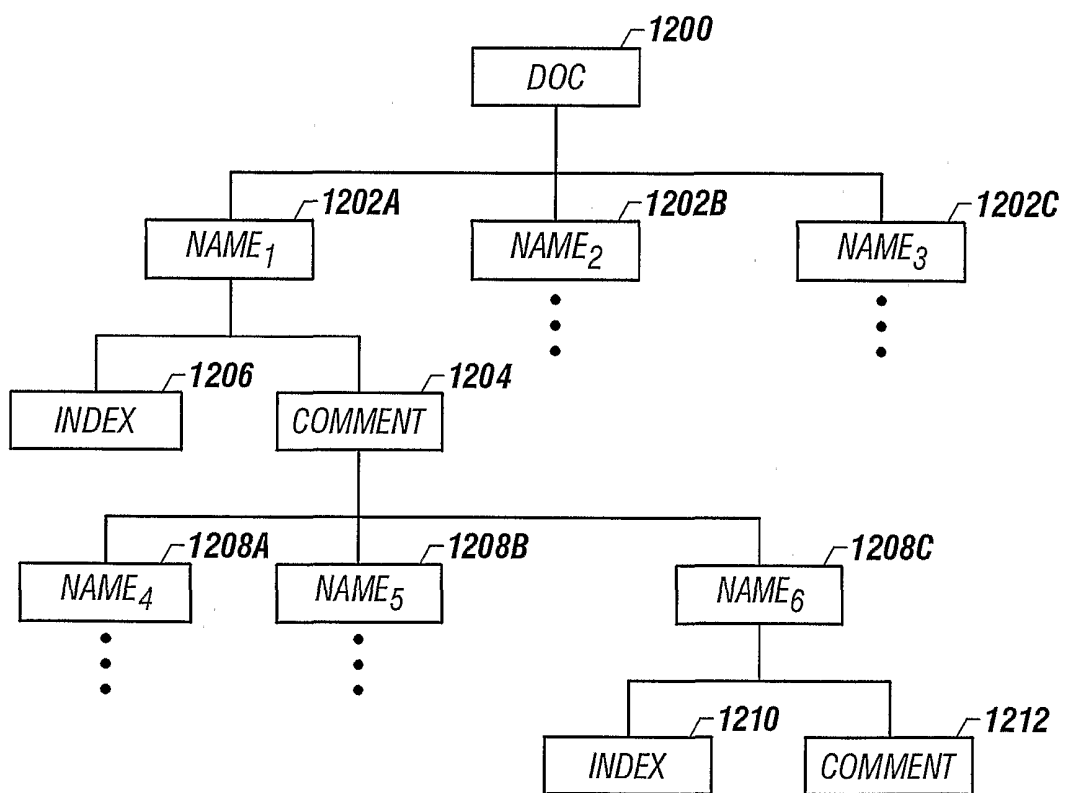 1200
DOC
1202A 1202B 1202C
NAME1 NAME2 NAME3
1206 1204
INDEX COMMENT
1208A 1208B 1208C
NAME4 NAME5 NAME6
1210 1212
INDEX COMMENT